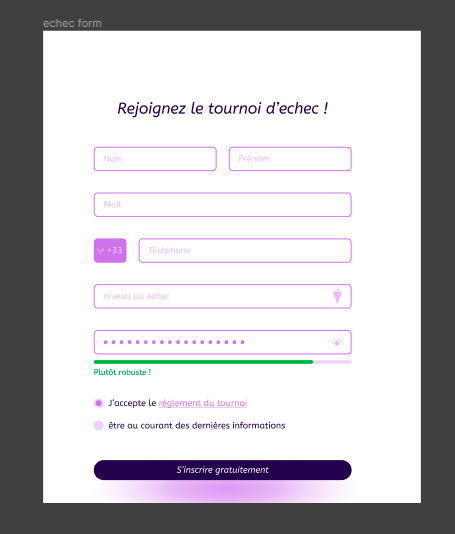 echec form
Rejoignez le tournoi d'echec !
Nom
Prénom
Mail
+33
Téléphone
niveau au échec
Plutôt robuste !
J'accepte le réglement du tournoi
être au courant des dernières informations
S'inscrire gratuitement